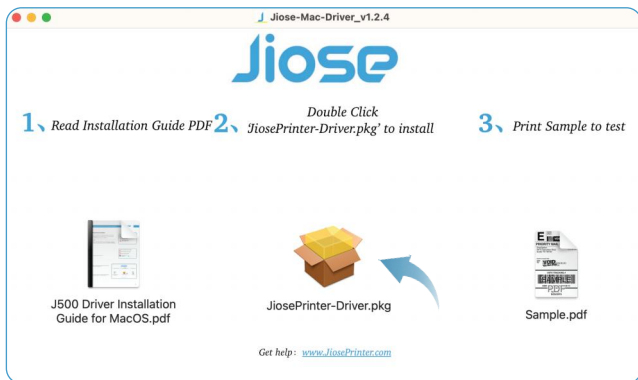 Jiose-Mac-Driver_v1.2.4
Jiose
1、Read Installation Guide PDF
2、Double Click
'JiosePrinter-Driver.pkg' to install
3、Print Sample to test
J500 Driver Installation
Guide for MacOS.pdf
JiosePrinter-Driver.pkg
Sample.pdf
Get help: www.JiosePrinter.com